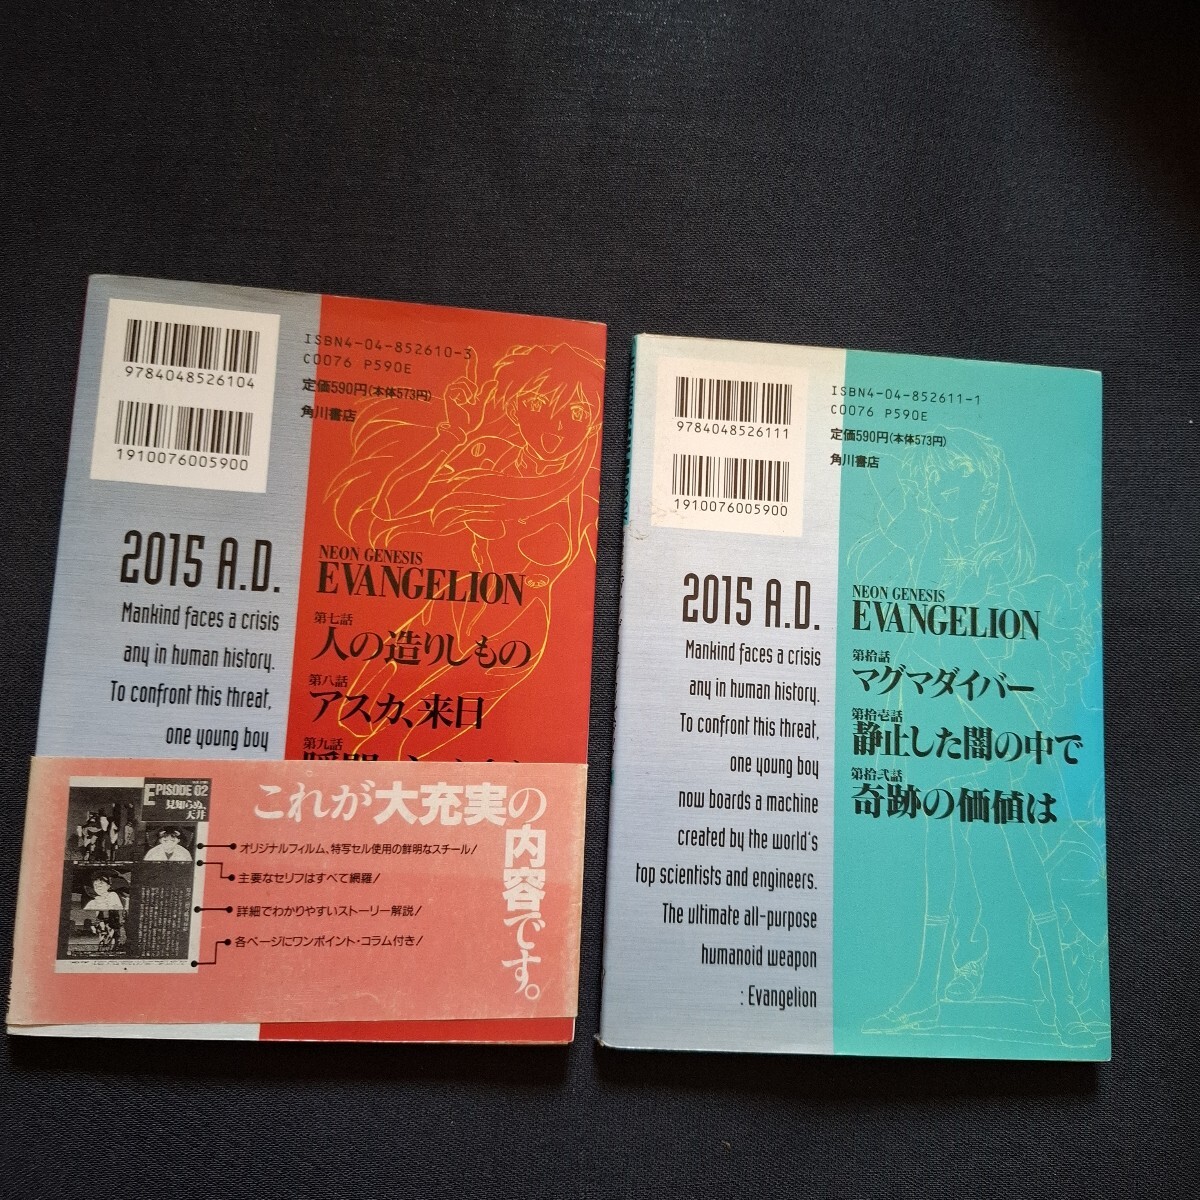 9784048526104
1910076005900
ISBN4-04-852610-3
C0076 P590E
定価590円(本体573円)
角川書店
2015 A.D.
Mankind faces a crisis
any in human history.
To confront this threat,
one young boy
NEON GENESIS
EVANGELION
第七話
人の造りしもの
第八話
アスカ、来日
第九話
EPISODE 02
見知らぬ、
天井
これが大充実の
内容です。
オリジナルフィルム、特写セル使用の鮮明なスチール!
主要なセリフはすべて網羅!
詳細でわかりやすいストーリー解説!
各ページにワンポイント・コラム付き!
9784048526111
1910076005900
ISBN4-04-852611-1
C0076 P590E
定価590円(本体573円)
角川書店
2015 A.D.
Mankind faces a crisis
any in human history.
To confront this threat,
one young boy
now boards a machine
created by the world's
top scientists and engineers.
The ultimate all-purpose
humanoid weapon
: Evangelion
NEON GENESIS
EVANGELION
第拾話
マグマダイバー
第拾壱話
静止した闇の中で
第拾弐話
奇跡の価値は